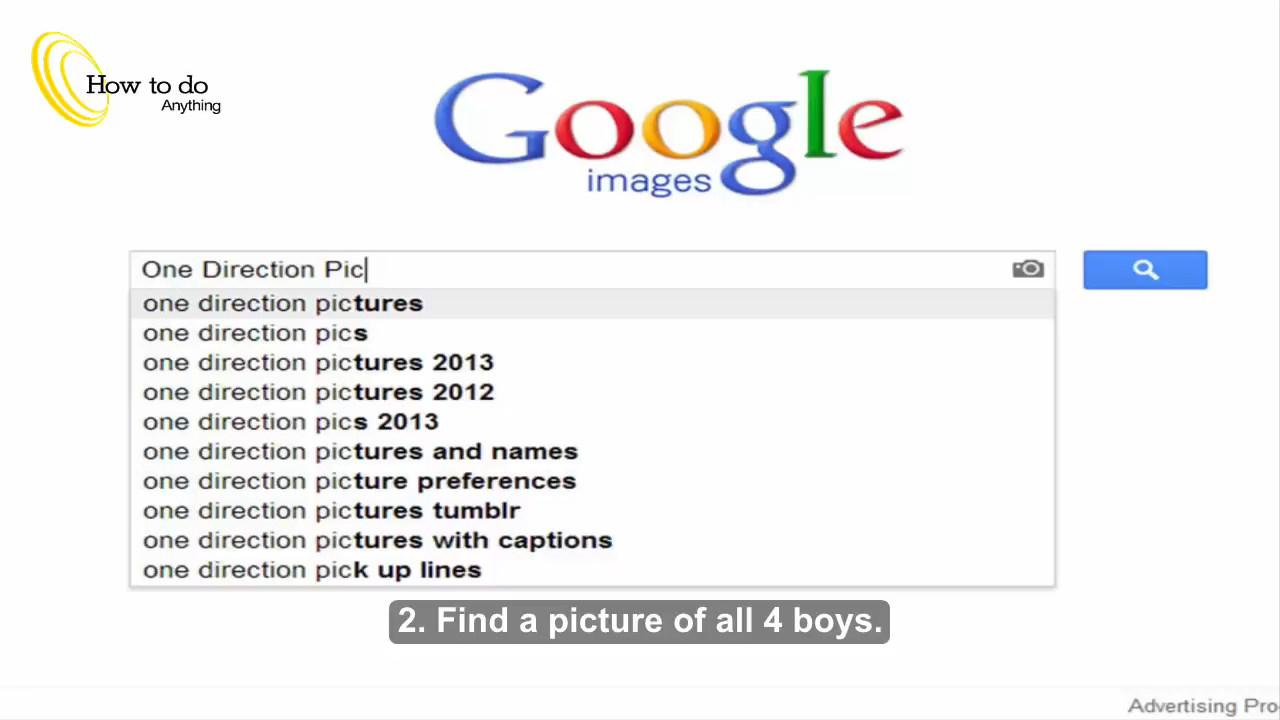 How to do
Anything
Google
images
One Direction Pic
one direction pictures
one direction pics
one direction pictures 2013
one direction pictures 2012
one direction pics 2013
one direction pictures and names
one direction picture preferences
one direction pictures tumblr
one direction pictures with captions
one direction pick up lines
2. Find a picture of all 4 boys.
Advertising Pro